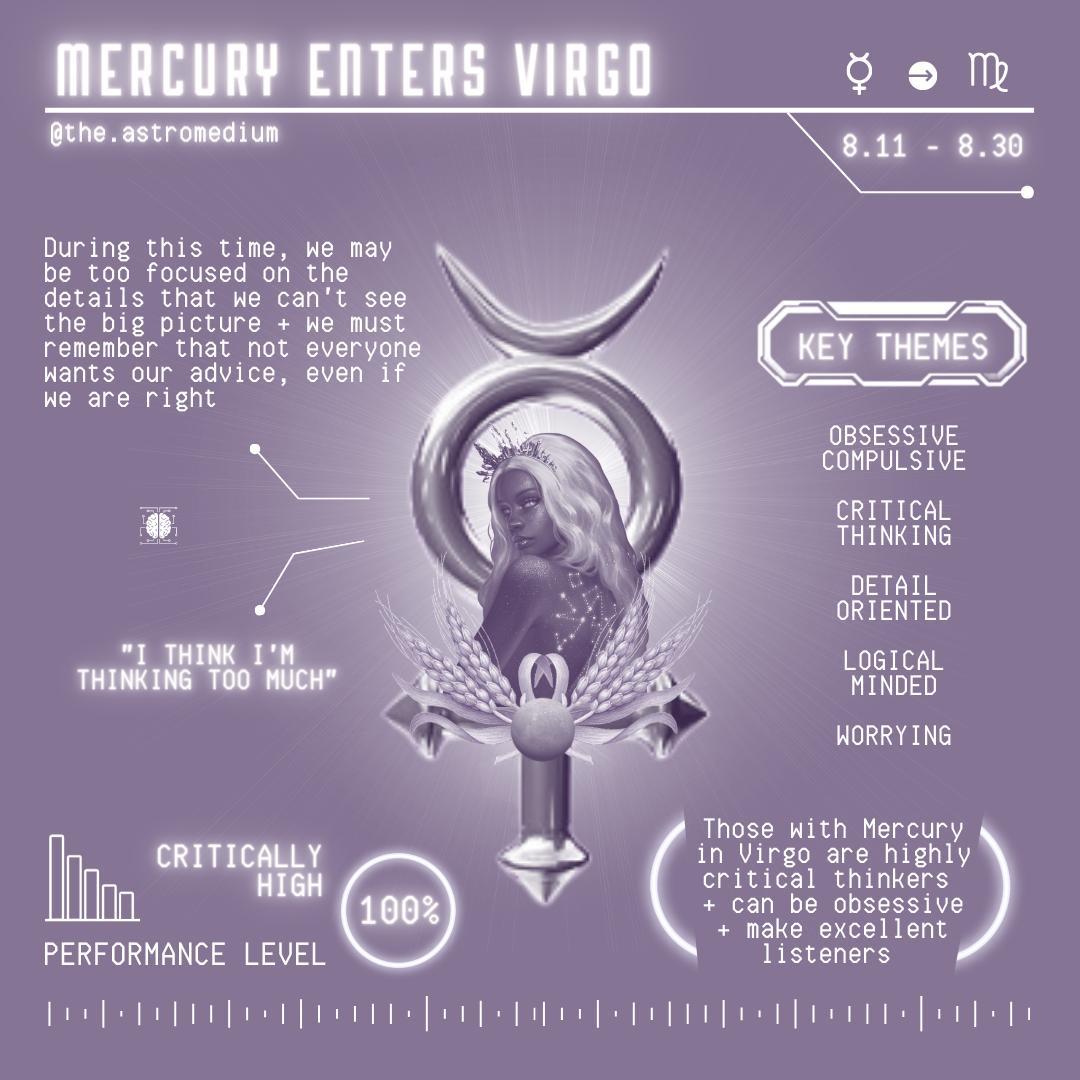 MERCURY ENTERS VIRGO
☿ → ♍
@the.astromedium
8.11 - 8.30
During this time, we may
be too focused on the
details that we can't see
the big picture + we must
remember that not everyone
wants our advice, even if
we are right
KEY THEMES
OBSESSIVE
COMPULSIVE
CRITICAL
THINKING
DETAIL
ORIENTED
LOGICAL
MINDED
WORRYING
"I THINK I'M
THINKING TOO MUCH"
CRITICALLY
HIGH
100%
PERFORMANCE LEVEL
Those with Mercury
in Virgo are highly
critical thinkers
+ can be obsessive
+ make excellent
listeners